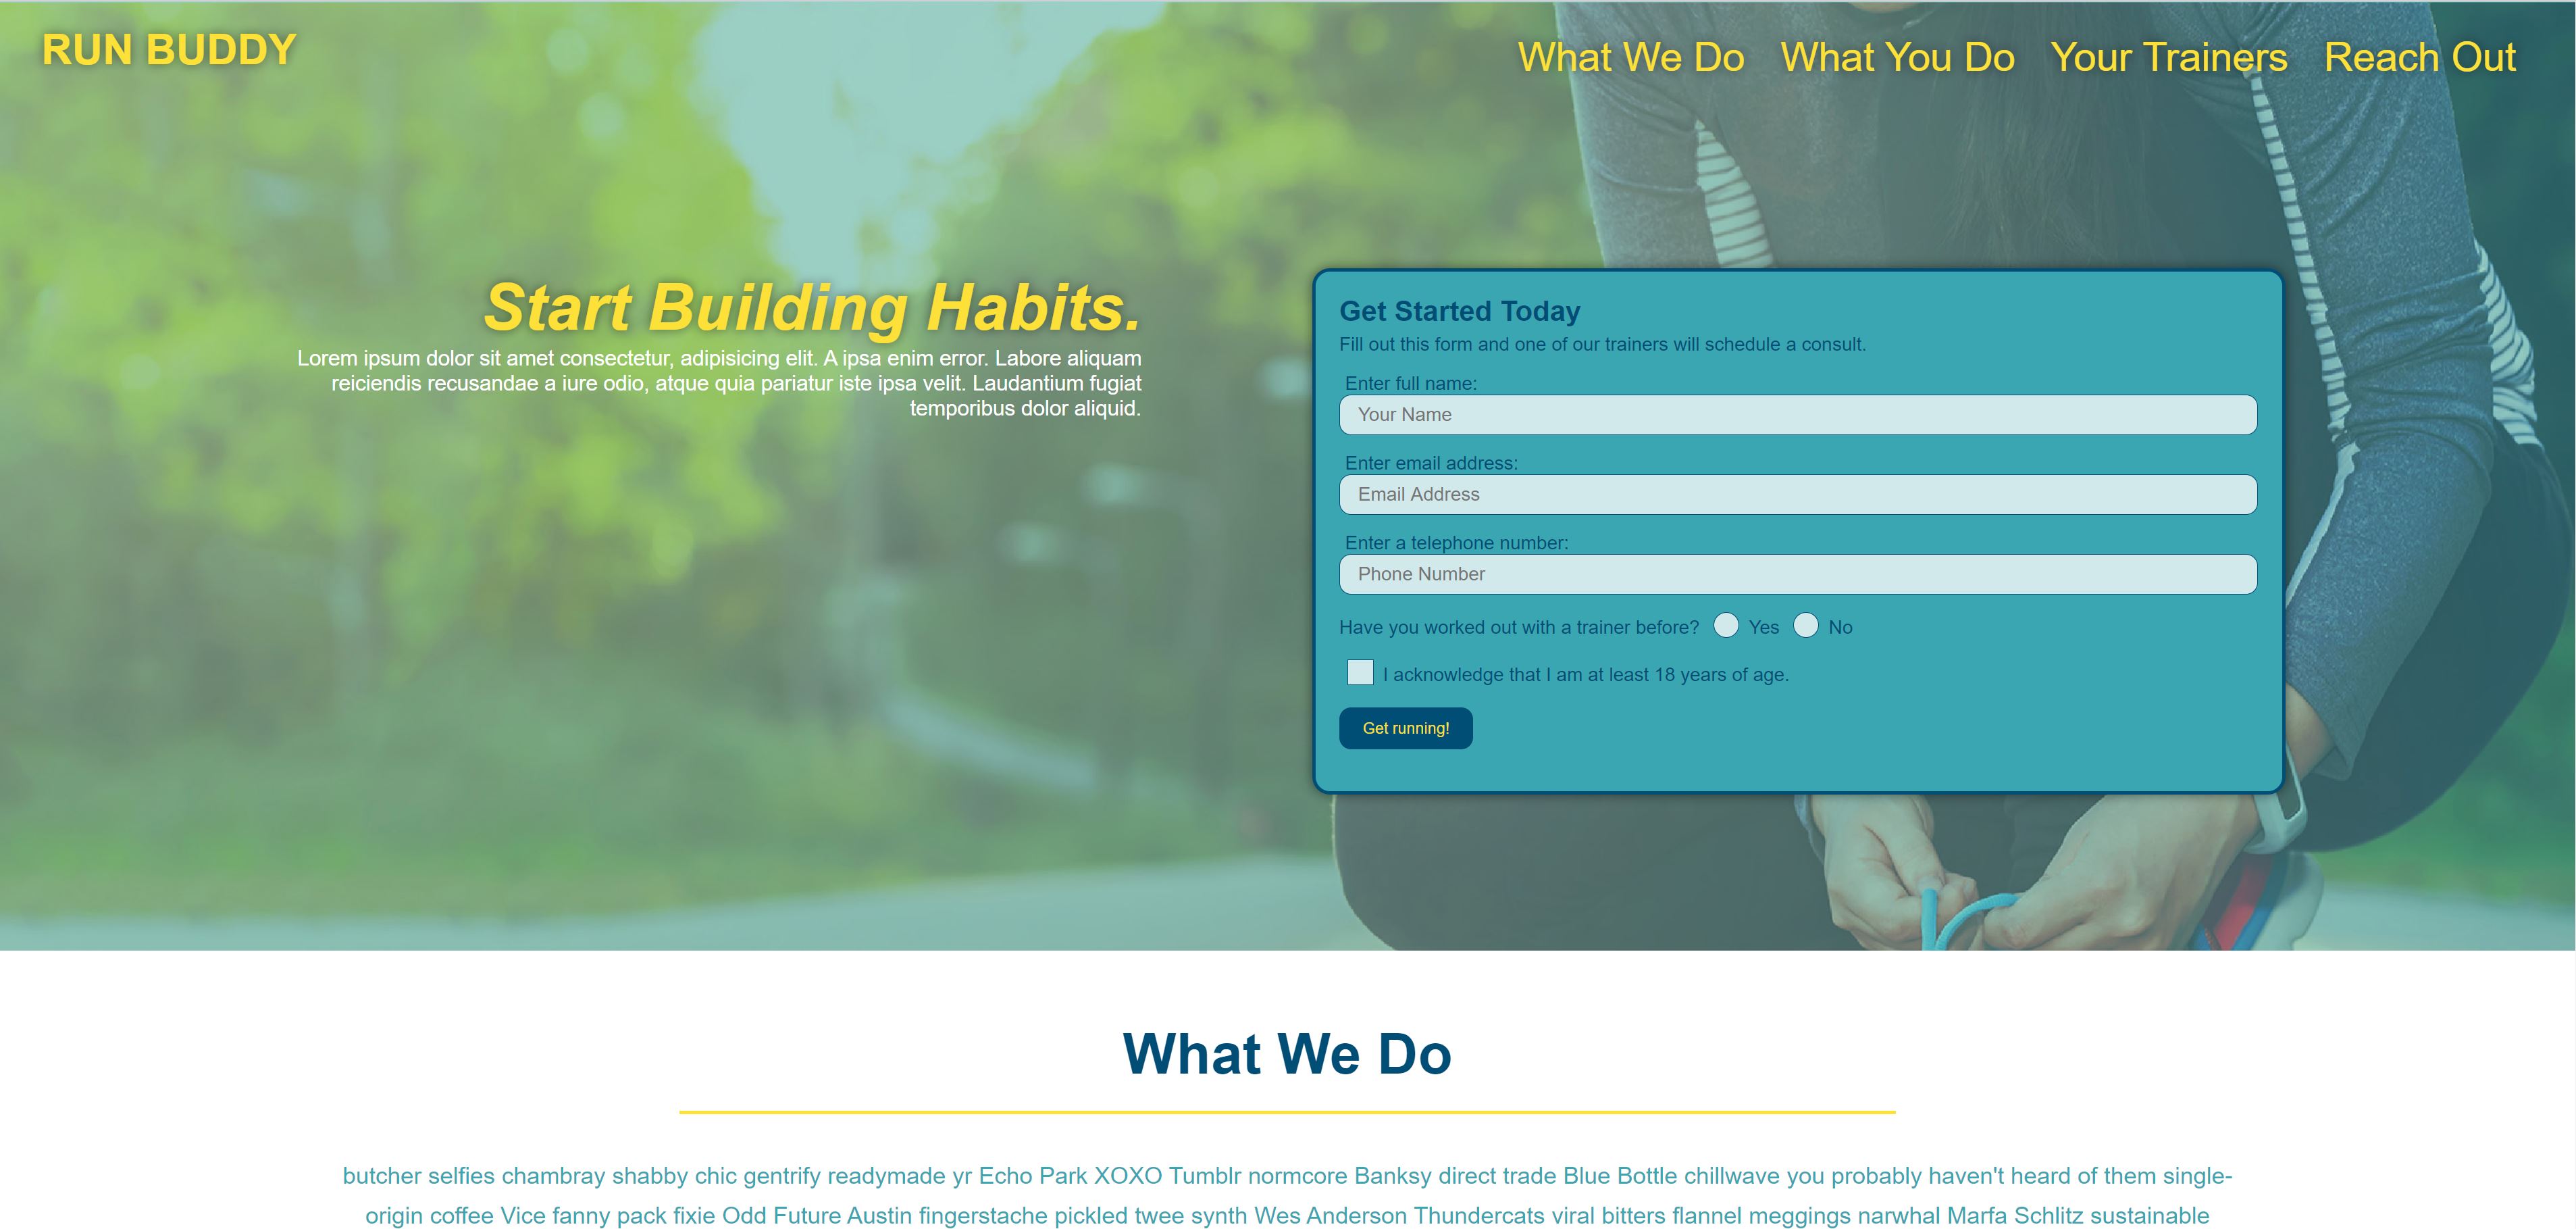 RUN BUDDY
What We Do What You Do Your Trainers Reach Out
Start Building Habits.
Lorem ipsum dolor sit amet consectetur, adipisicing elit. A ipsa enim error. Labore aliquam
reiciendis recusandae a iure odio, atque quia pariatur iste ipsa velit. Laudantium fugiat
temporibus dolor aliquid.
Get Started Today
Fill out this form and one of our trainers will schedule a consult.
Enter full name:
Your Name
Enter email address:
Email Address
Enter a telephone number:
Phone Number
Have you worked out with a trainer before? Yes No
I acknowledge that I am at least 18 years of age.
Get running!
What We Do
butcher selfies chambray shabby chic gentrify readymade yr Echo Park XOXO Tumblr normcore Banksy direct trade Blue Bottle chillwave you probably haven't heard of them single-
origin coffee Vice fanny pack fixie Odd Future Austin fingerstache pickled twee synth Wes Anderson Thundercats viral bitters flannel meggings narwhal Marfa Schlitz sustainable